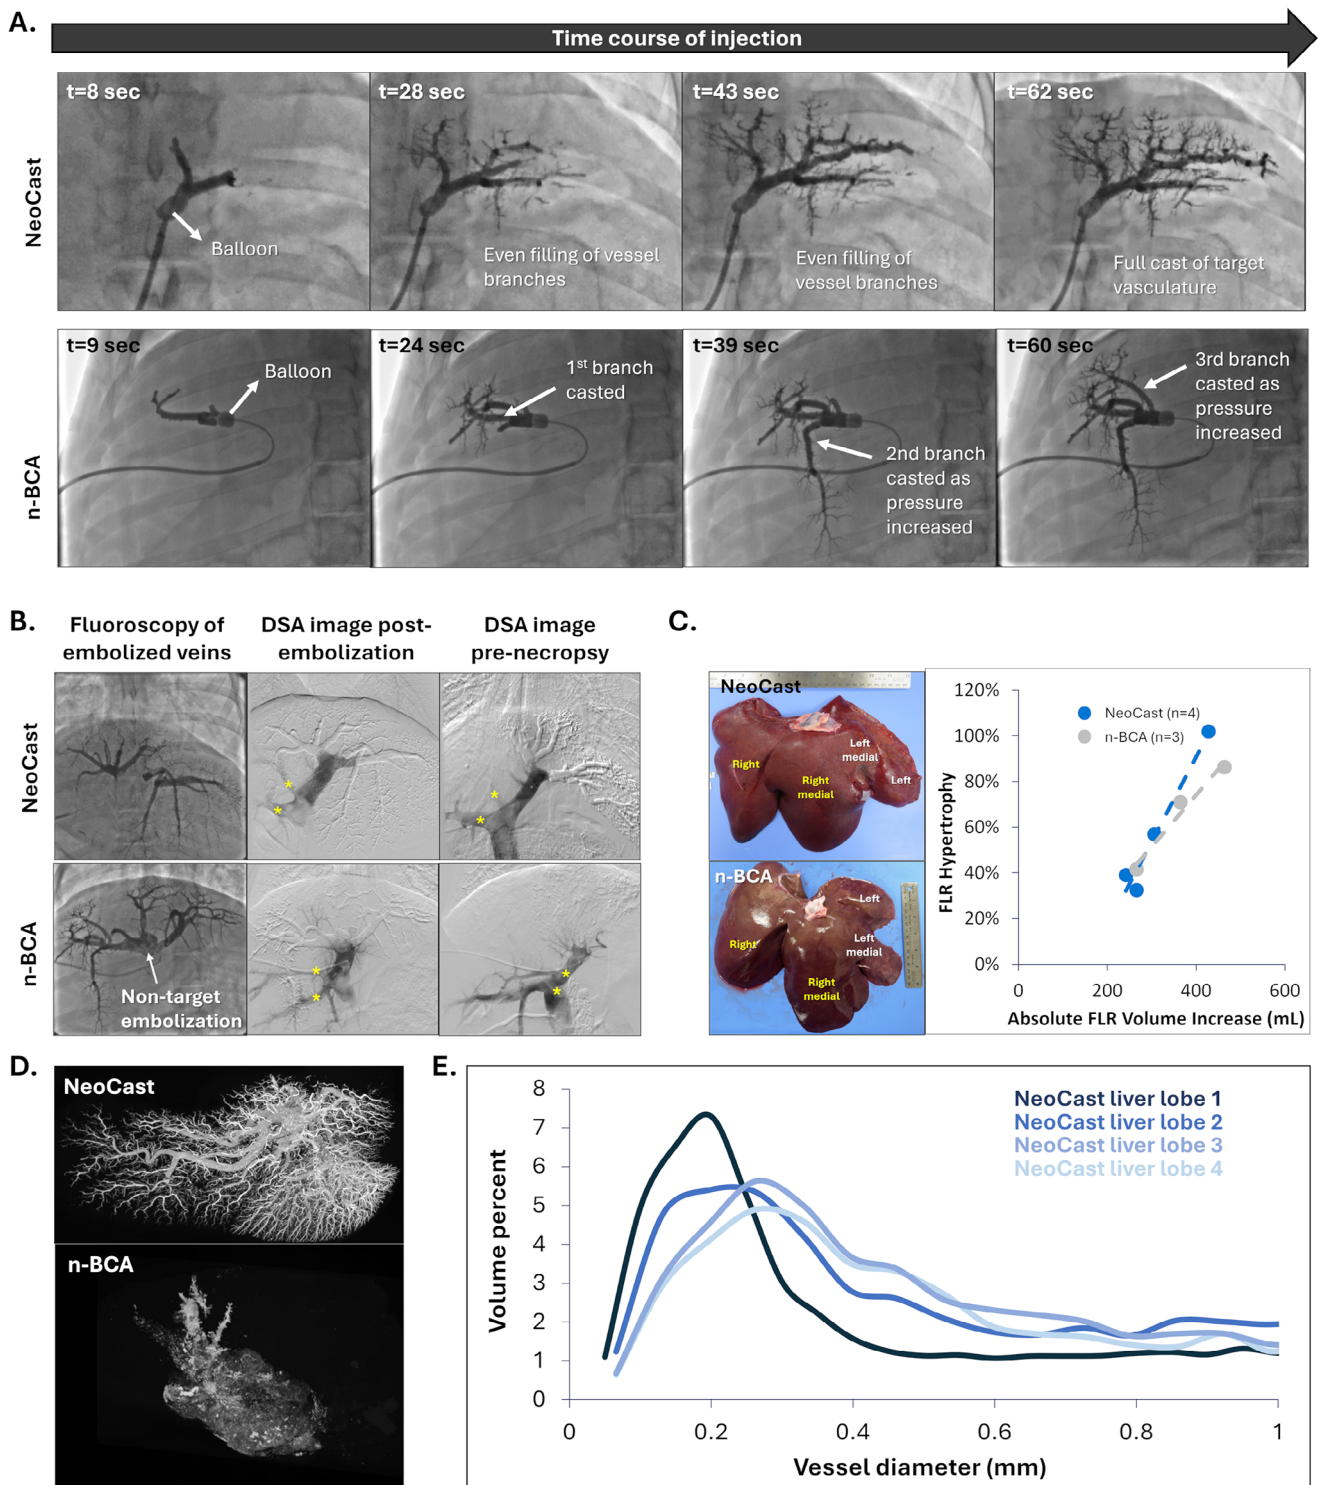 A.
Time course of injection
NeoCast
t=8 sec
Balloon
t=28 sec
Even filling of vessel
branches
t=43 sec
Even filling of
vessel branches
t=62 sec
Full cast of target
vasculature
n-BCA
t=9 sec
Balloon
t=24 sec
1st branch
casted
t=39 sec
2nd branch
casted as
pressure
increased
t=60 sec
3rd branch
casted as
pressure
increased
B.
Fluoroscopy of
embolized veins
DSA image post-
embolization
DSA image
pre-necropsy
NeoCast
* *
* *
n-BCA
Non-target
embolization
* *
* *
C.
NeoCast
Right
Right
medial
Left
medial
Left
n-BCA
Right
Right
medial
Left
Left
medial
FLR Hypertrophy
120%
100%
80%
60%
40%
20%
0%
NeoCast (n=4)
n-BCA (n=3)
0 200 400 600
Absolute FLR Volume Increase (mL)
D.
NeoCast
n-BCA
E.
Volume percent
8
7
6
5
4
3
2
1
0
NeoCast liver lobe 1
NeoCast liver lobe 2
NeoCast liver lobe 3
NeoCast liver lobe 4
0 0.2 0.4 0.6 0.8 1
Vessel diameter (mm)